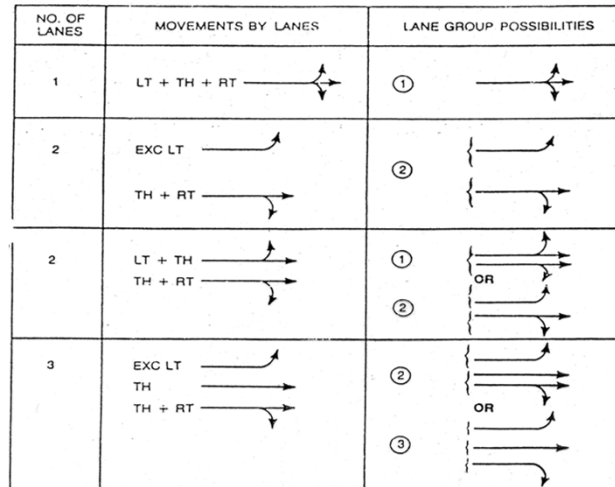 NO. OF LANES
MOVEMENTS BY LANES
LANE GROUP POSSIBILITIES
1
LT + TH + RT
1
2
EXC LT
TH + RT
2
2
LT + TH
TH + RT
1
OR
2
3
EXC LT
TH
TH + RT
2
OR
3